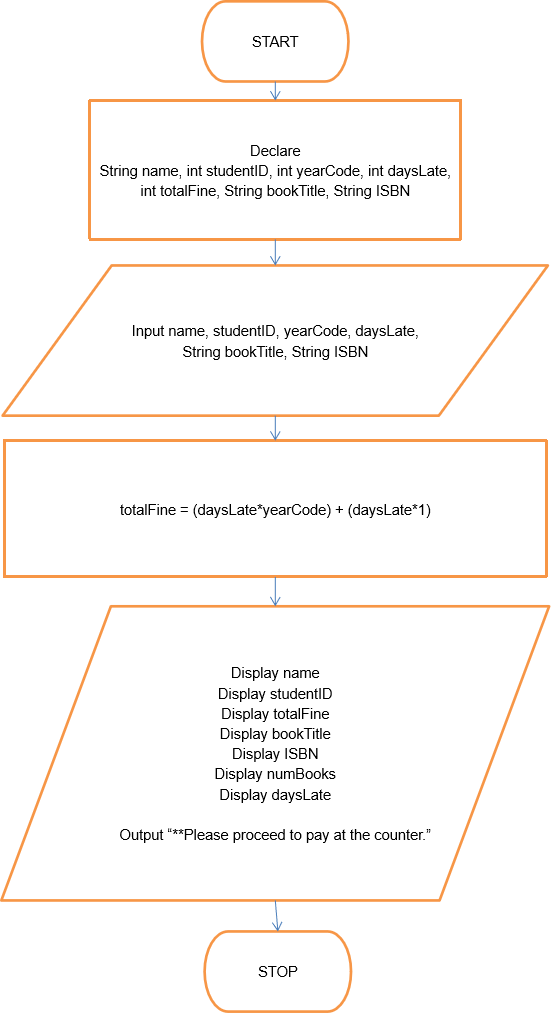 START
Declare
String name, int studentID, int yearCode, int daysLate,
int totalFine, String bookTitle, String ISBN
Input name, studentID, yearCode, daysLate,
String bookTitle, String ISBN
totalFine = (daysLate*yearCode) + (daysLate*1)
Display name
Display studentID
Display totalFine
Display bookTitle
Display ISBN
Display numBooks
Display daysLate
Output “**Please proceed to pay at the counter.”
STOP